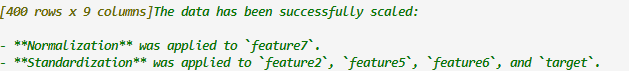 [400 rows x 9 columns]The data has been successfully scaled:
- **Normalization** was applied to `feature7`.
- **Standardization** was applied to `feature2`, `feature5`, `feature6`, and `target`.